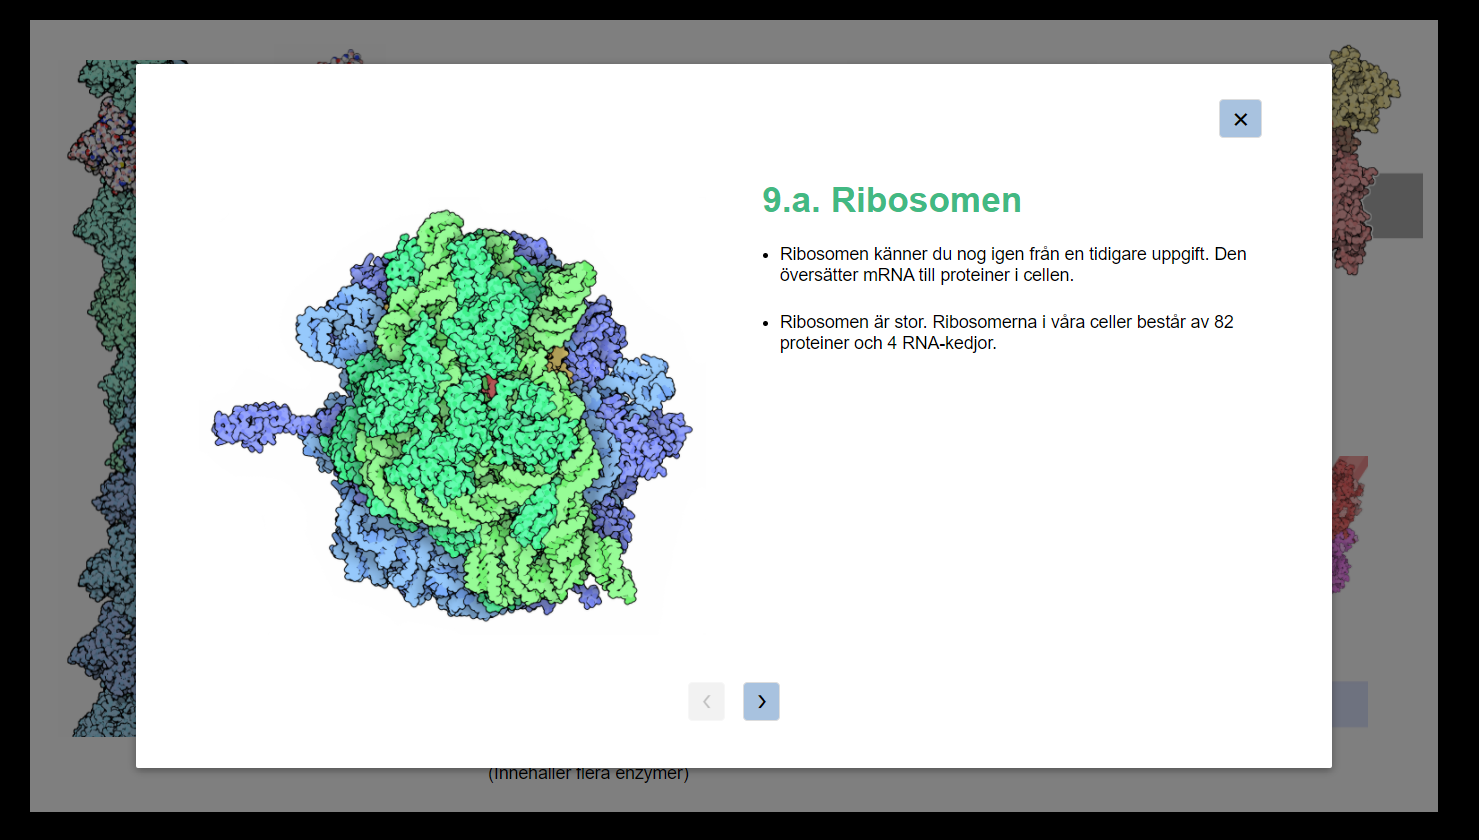 9.a. Ribosomen
Ribosomen känner du nog igen från en tidigare uppgift. Den
översätter mRNA till proteiner i cellen.
Ribosomen är stor. Ribosomerna i våra celler består av 82
proteiner och 4 RNA-kedjor.
(Innehåller flera enzymer)